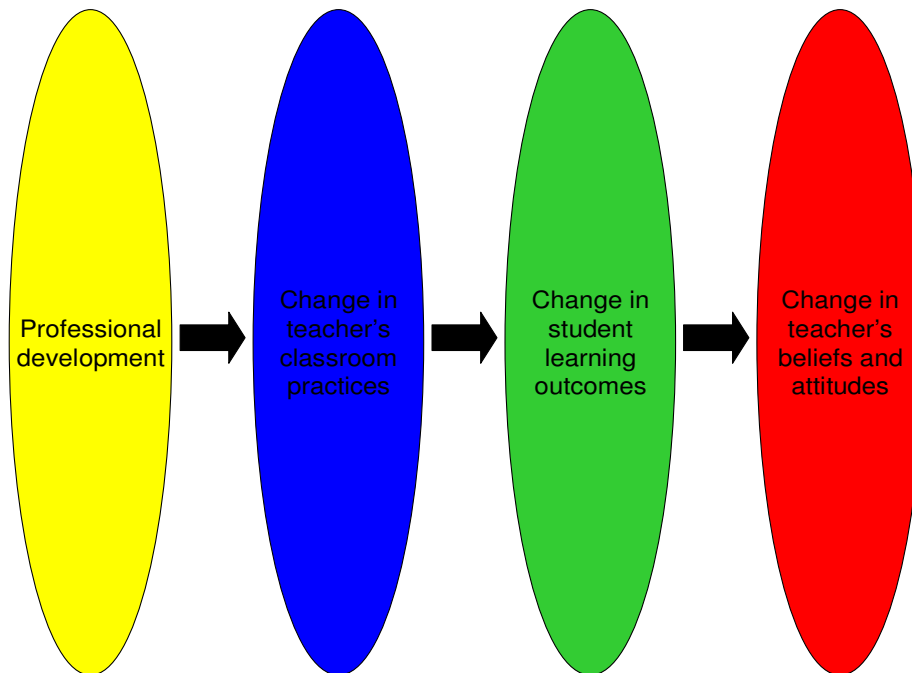 Professional
development
Change in
teacher's
classroom
practices
Change in
student
learning
outcomes
Change in
teacher's
beliefs and
attitudes